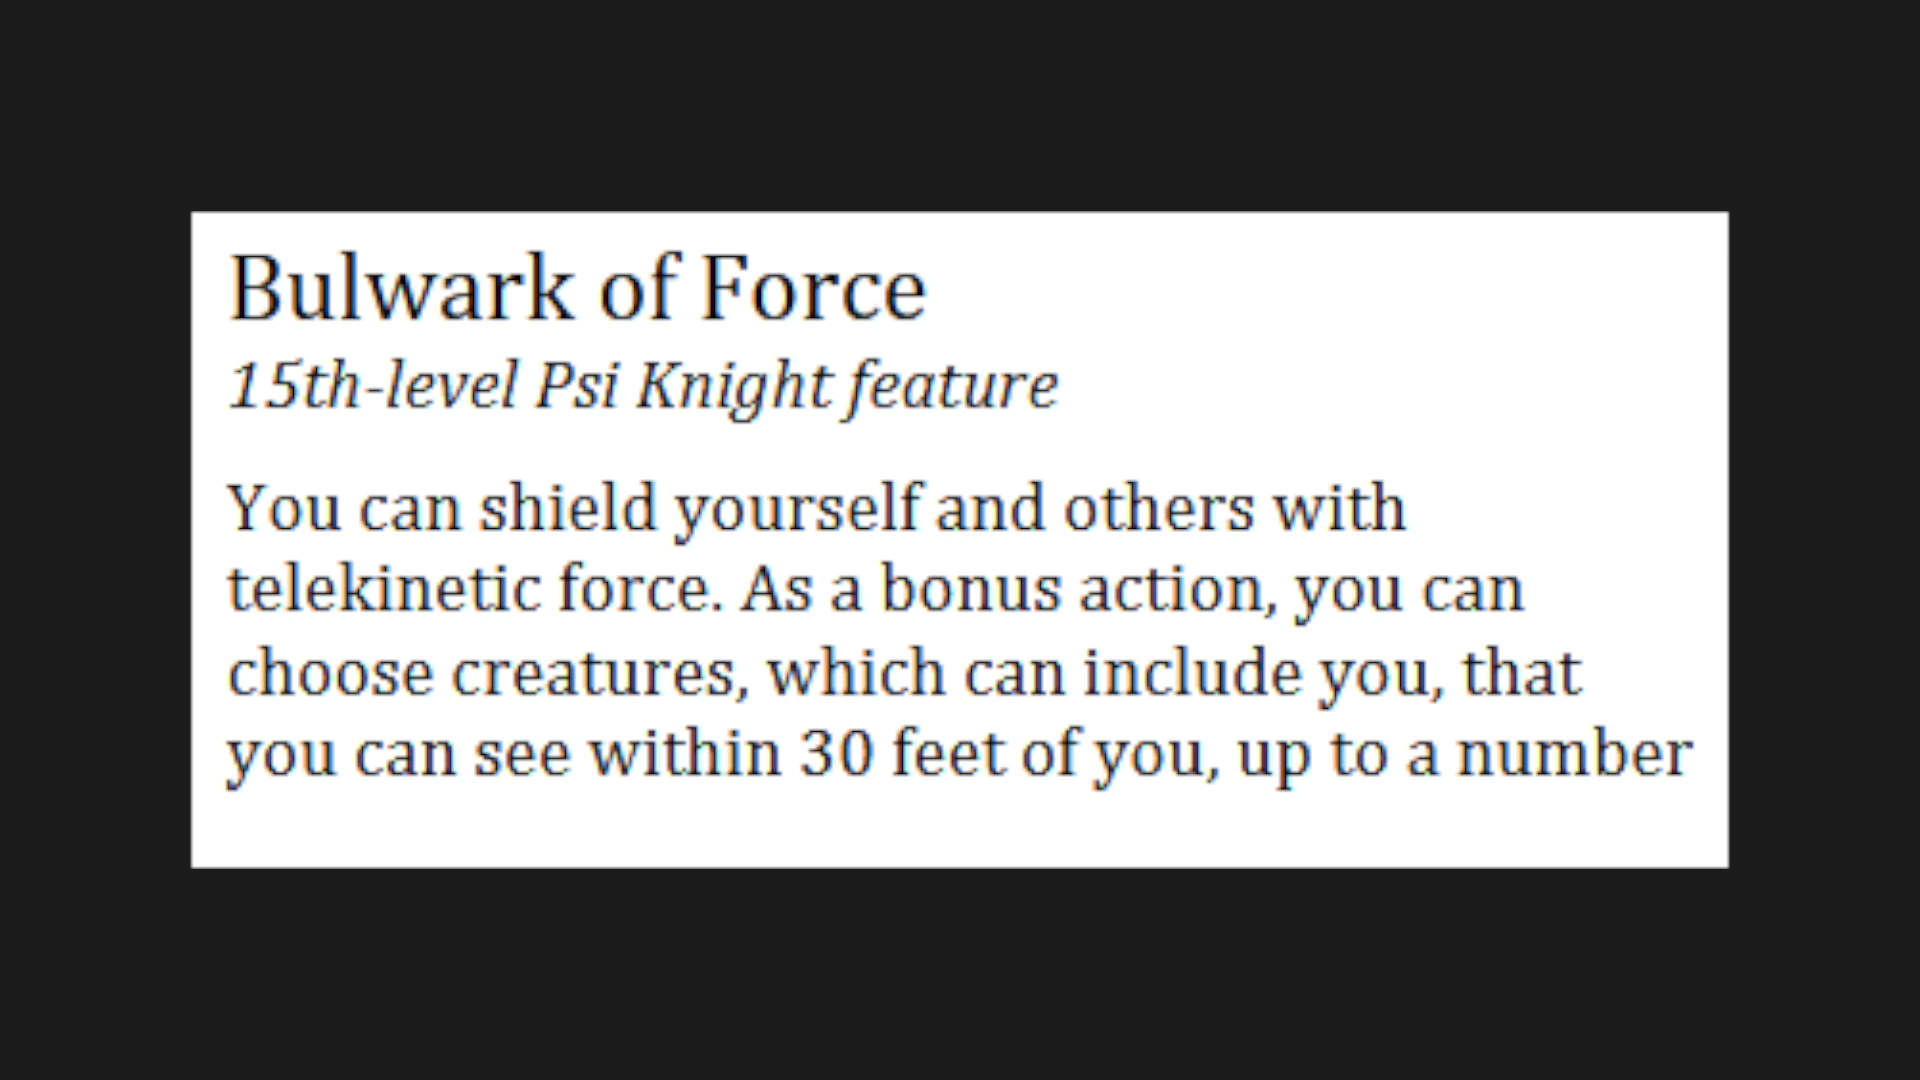 Bulwark of Force
15th-level Psi Knight feature
You can shield yourself and others with
telekinetic force. As a bonus action, you can
choose creatures, which can include you, that
you can see within 30 feet of you, up to a number